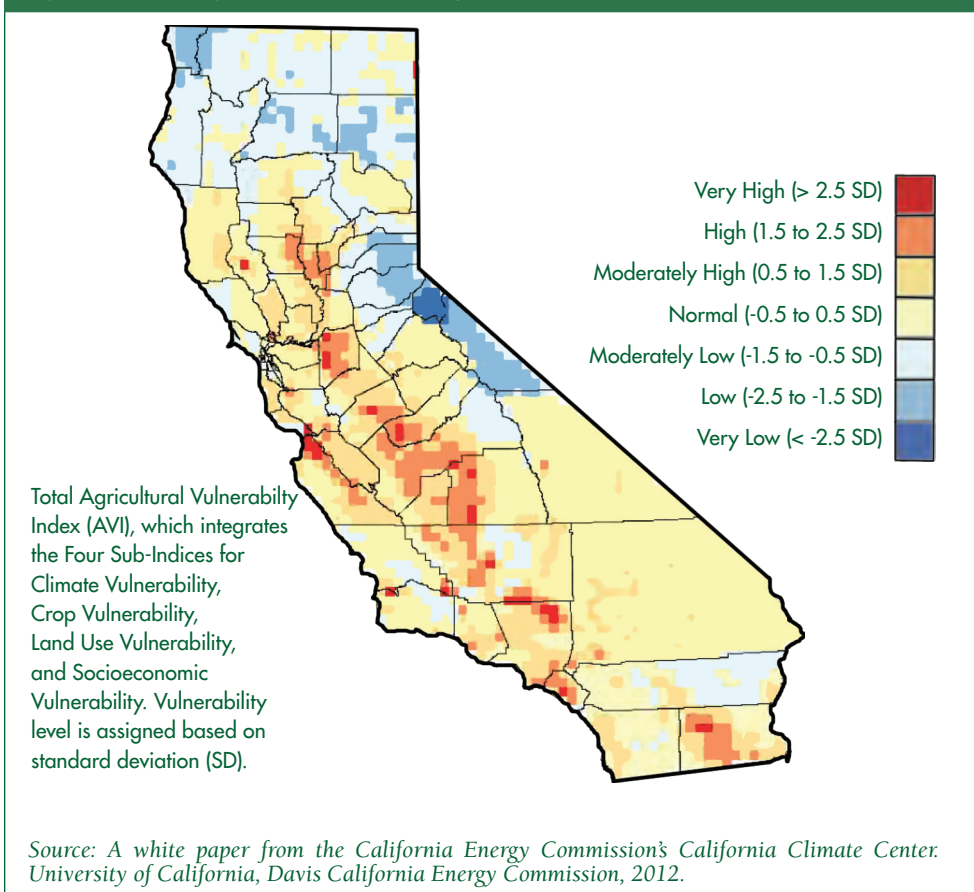 Very High (> 2.5 SD)
High (1.5 to 2.5 SD)
Moderately High (0.5 to 1.5 SD)
Normal (-0.5 to 0.5 SD)
Moderately Low (-1.5 to -0.5 SD)
Low (-2.5 to -1.5 SD)
Very Low (< -2.5 SD)
Total Agricultural Vulnerabilty
Index (AVI), which integrates
the Four Sub-Indices for
Climate Vulnerability,
Crop Vulnerability,
Land Use Vulnerability,
and Socioeconomic
Vulnerability. Vulnerability
level is assigned based on
standard deviation (SD).
Source: A white paper from the California Energy Commission's California Climate Center.
University of California, Davis California Energy Commission, 2012.